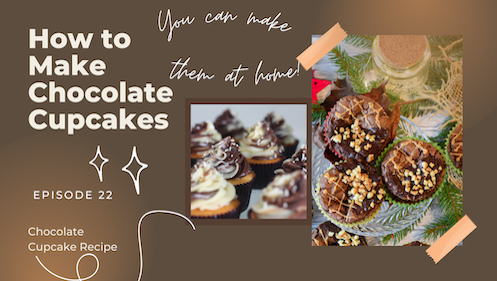 How to
Make
Chocolate
Cupcakes
You can make
them at home!
EPISODE 22
Chocolate
Cupcake Recipe